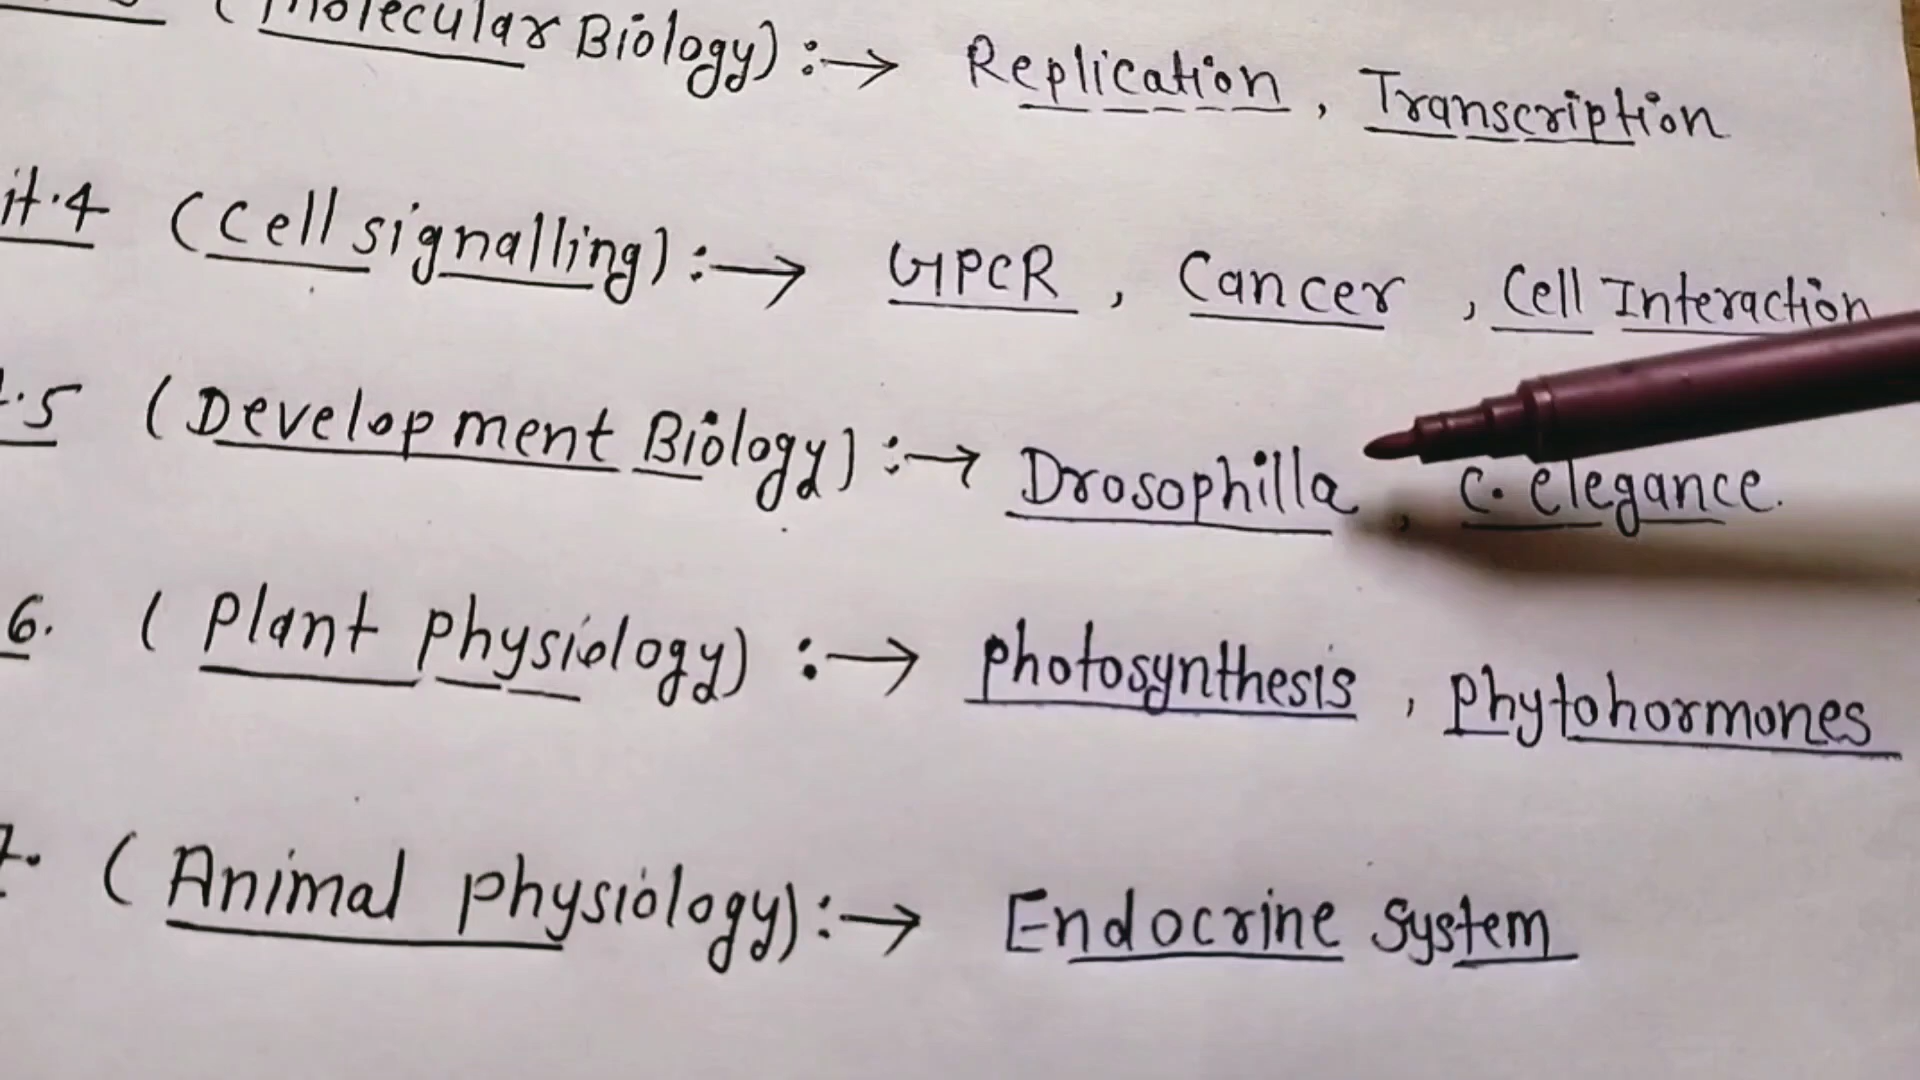 (Molecular Biology) :→ Replication, Transcription
it.4 (Cell signalling) :→ GPCR, Cancer, Cell Interaction
.5 (Development Biology) :→ Drosophilla, C. elegance.
6. (Plant physiology) :→ Photosynthesis, Phytohormones
7. (Animal physiology) :→ Endocrine System